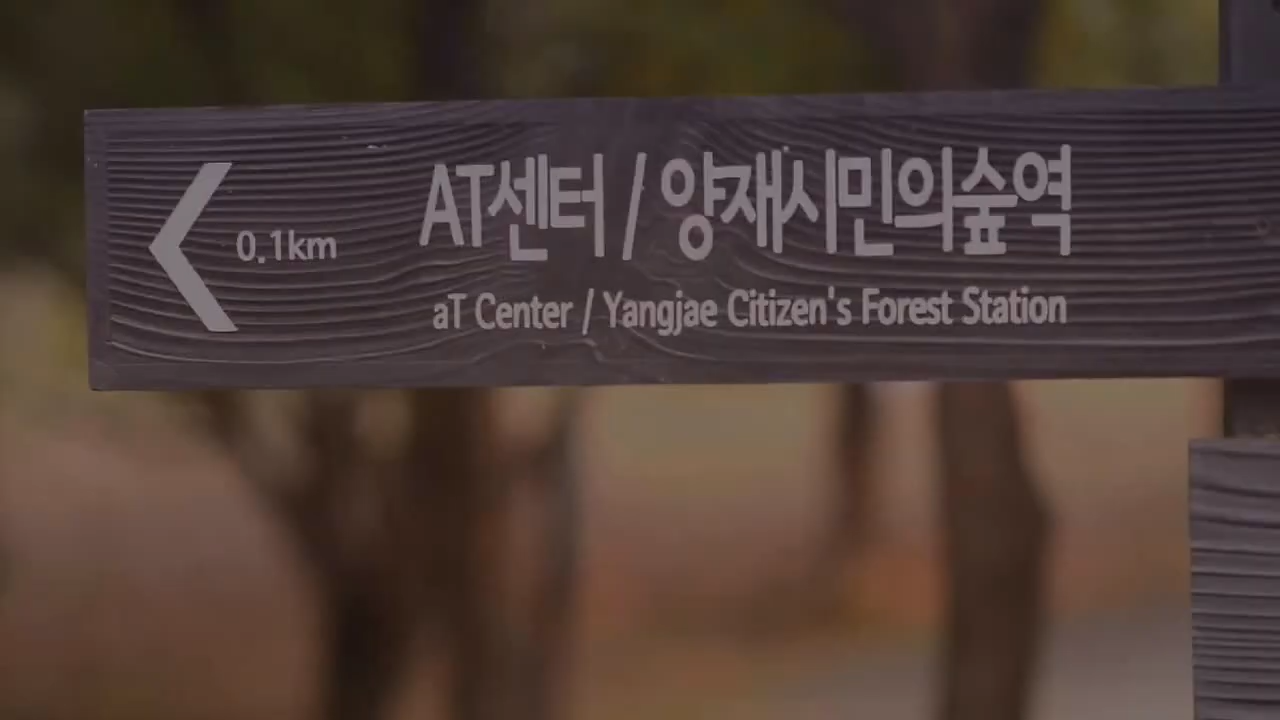 0.1km
AT센터 / 양재시민의숲역
aT Center / Yangjae Citizen's Forest Station